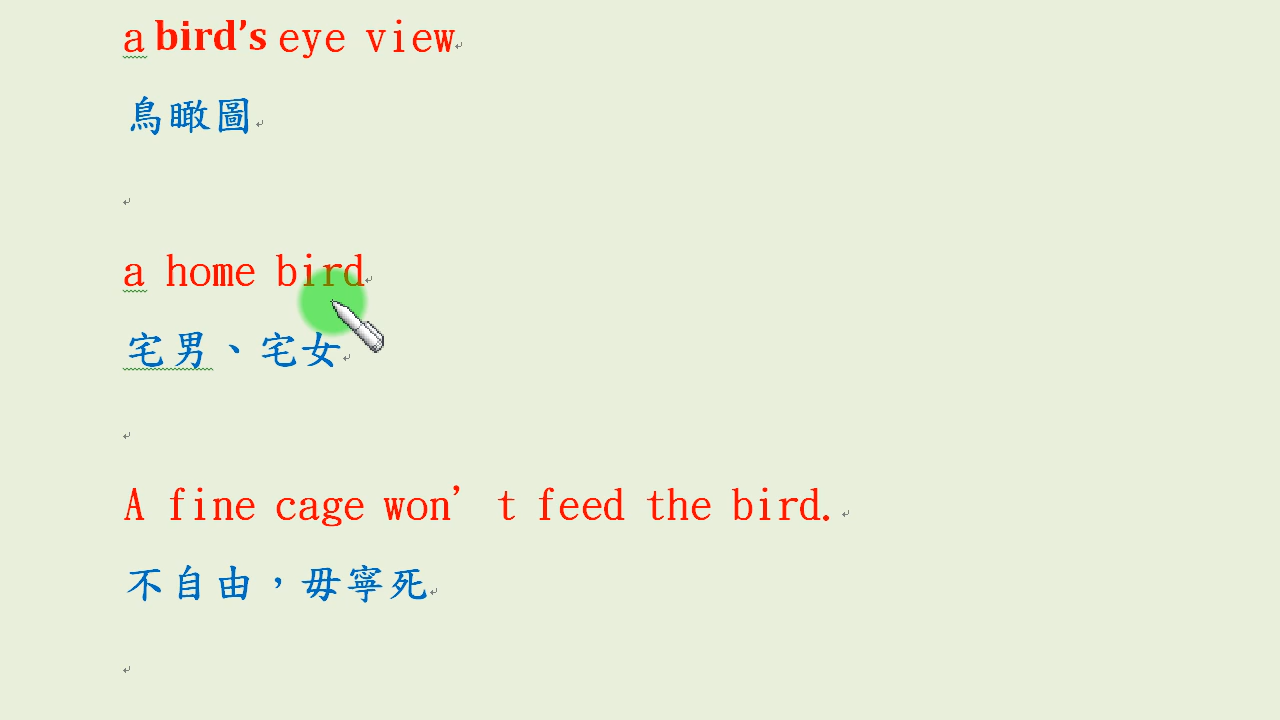 a bird’s eye view
鳥瞰圖
a home bird
宅男、宅女
A fine cage won’t feed the bird.
不自由，毋寧死